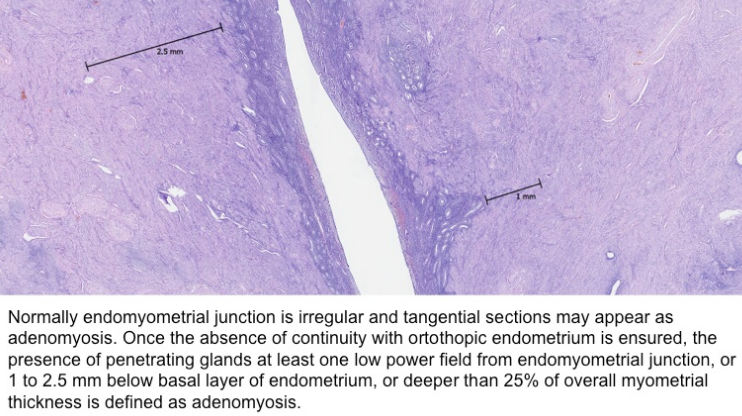 2.5 mm
1 mm
Normally endomyometrial junction is irregular and tangential sections may appear as
adenomyosis. Once the absence of continuity with ortothopic endometrium is ensured, the
presence of penetrating glands at least one low power field from endomyometrial junction, or
1 to 2.5 mm below basal layer of endometrium, or deeper than 25% of overall myometrial
thickness is defined as adenomyosis.